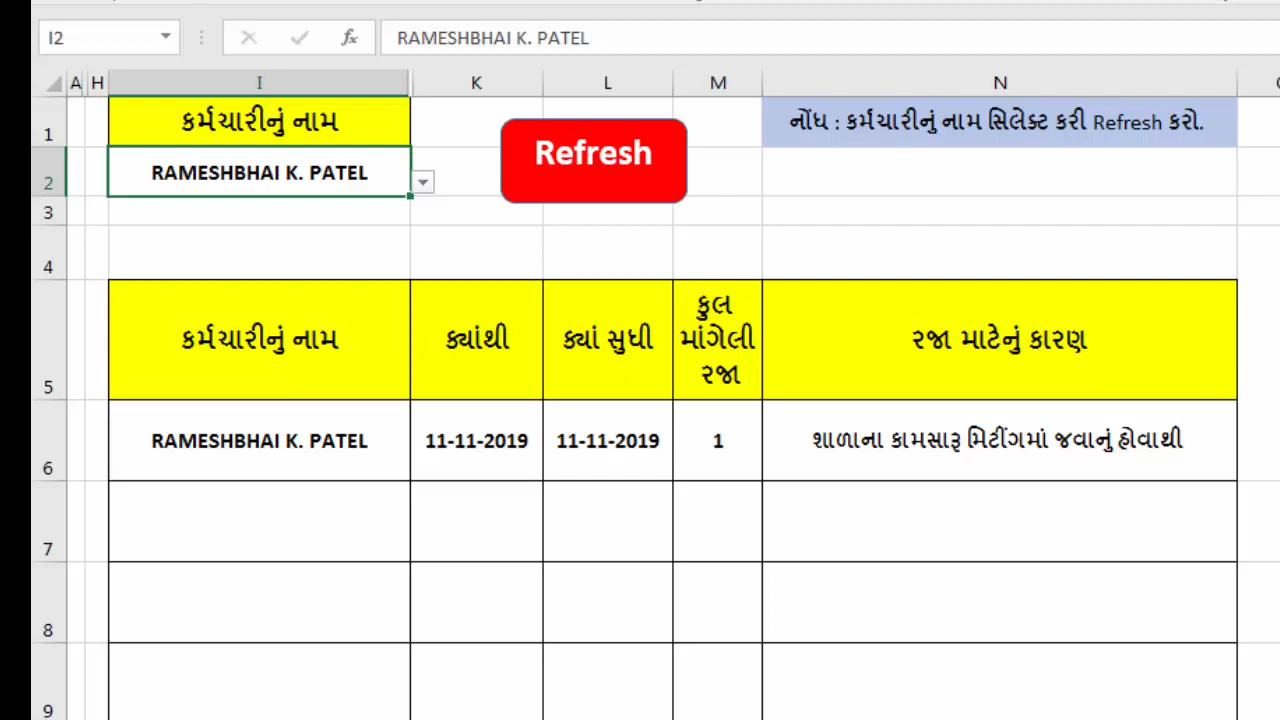 I2
fx
RAMESHBHAI K. PATEL
A H I K L M N
1
કર્મચારીનું નામ
Refresh
નોંધ : કર્મચારીનું નામ સિલેક્ટ કરી Refresh કરો.
2
RAMESHBHAI K. PATEL
3
4
5
કર્મચારીનું નામ
ક્યાંથી
ક્યાં સુધી
કુલ
માંગેલી
રજા
રજા માટેનું કારણ
6
RAMESHBHAI K. PATEL
11-11-2019
11-11-2019
1
શાળાના કામસારૂ મિટીંગમાં જવાનું હોવાથી
7
8
9